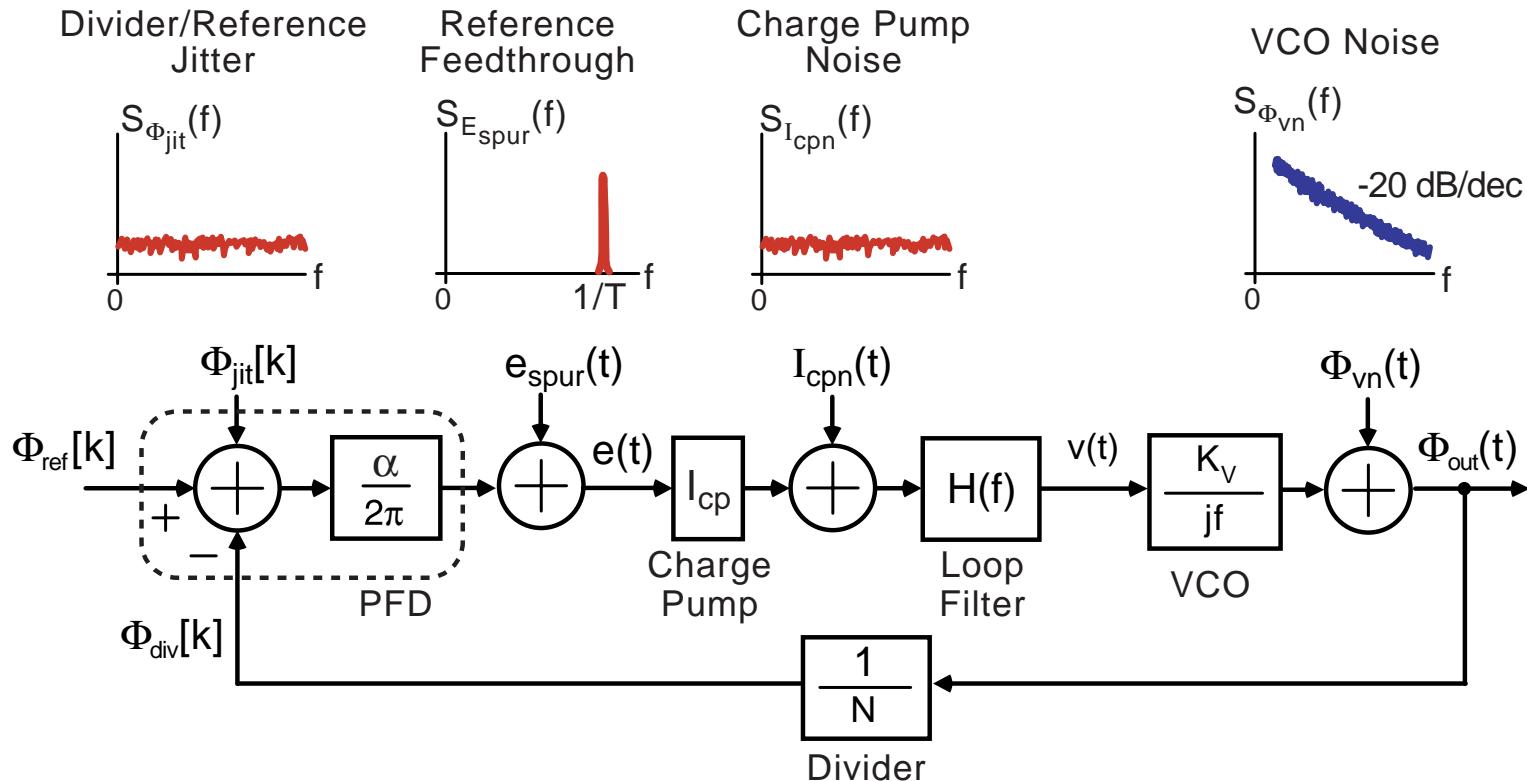 Divider/Reference
Jitter
Reference
Feedthrough
Charge Pump
Noise
VCO Noise
SΦjit(f)
SEspur(f)
SIcpn(f)
SΦvn(f)
-20 dB/dec
f
0
f
0
1/T
f
0
f
0
Φjit[k]
espur(t)
Icpn(t)
Φvn(t)
Φref[k]
+
−
α
2π
e(t)
Icp
H(f)
v(t)
KV
jf
Φout(t)
PFD
Charge
Pump
Loop
Filter
VCO
Φdiv[k]
1
N
Divider